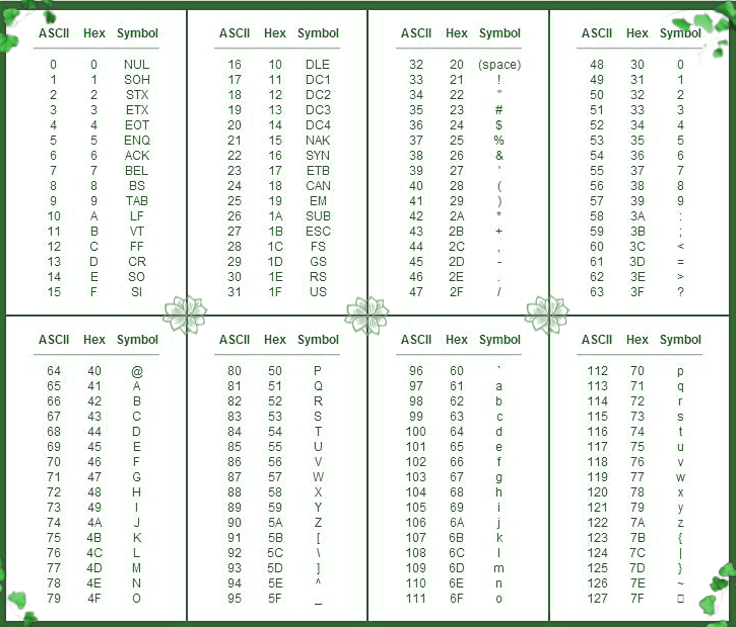 ASCII Hex Symbol
0 0 NUL
1 1 SOH
2 2 STX
3 3 ETX
4 4 EOT
5 5 ENQ
6 6 ACK
7 7 BEL
8 8 BS
9 9 TAB
10 A LF
11 B VT
12 C FF
13 D CR
14 E SO
15 F SI
ASCII Hex Symbol
16 10 DLE
17 11 DC1
18 12 DC2
19 13 DC3
20 14 DC4
21 15 NAK
22 16 SYN
23 17 ETB
24 18 CAN
25 19 EM
26 1A SUB
27 1B ESC
28 1C FS
29 1D GS
30 1E RS
31 1F US
ASCII Hex Symbol
32 20 (space)
33 21 !
34 22 "
35 23 #
36 24 $
37 25 %
38 26 &
39 27 '
40 28 (
41 29 )
42 2A *
43 2B +
44 2C ,
45 2D -
46 2E .
47 2F /
ASCII Hex Symbol
48 30 0
49 31 1
50 32 2
51 33 3
52 34 4
53 35 5
54 36 6
55 37 7
56 38 8
57 39 9
58 3A :
59 3B ;
60 3C <
61 3D =
62 3E >
63 3F ?
ASCII Hex Symbol
64 40 @
65 41 A
66 42 B
67 43 C
68 44 D
69 45 E
70 46 F
71 47 G
72 48 H
73 49 I
74 4A J
75 4B K
76 4C L
77 4D M
78 4E N
79 4F O
ASCII Hex Symbol
80 50 P
81 51 Q
82 52 R
83 53 S
84 54 T
85 55 U
86 56 V
87 57 W
88 58 X
89 59 Y
90 5A Z
91 5B [
92 5C \
93 5D ]
94 5E ^
95 5F _
ASCII Hex Symbol
96 60 `
97 61 a
98 62 b
99 63 c
100 64 d
101 65 e
102 66 f
103 67 g
104 68 h
105 69 i
106 6A j
107 6B k
108 6C l
109 6D m
110 6E n
111 6F o
ASCII Hex Symbol
112 70 p
113 71 q
114 72 r
115 73 s
116 74 t
117 75 u
118 76 v
119 77 w
120 78 x
121 79 y
122 7A z
123 7B {
124 7C |
125 7D }
126 7E ~
127 7F □